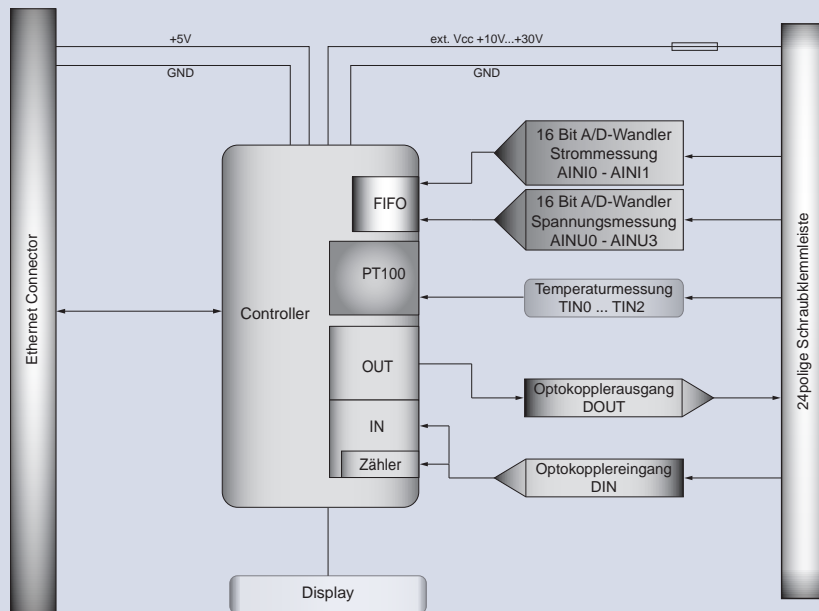 +5V
ext. Vcc +10V...+30V
GND
GND
16 Bit A/D-Wandler
Strommessung
AINI0 - AINI1
FIFO
16 Bit A/D-Wandler
Spannungsmessung
AINU0 - AINU3
PT100
Temperaturmessung
TIN0 ... TIN2
Ethernet Connector
Controller
24polige Schraubklemmleiste
OUT
Optokopplerausgang
DOUT
IN
Zähler
Optokopplereingang
DIN
Display